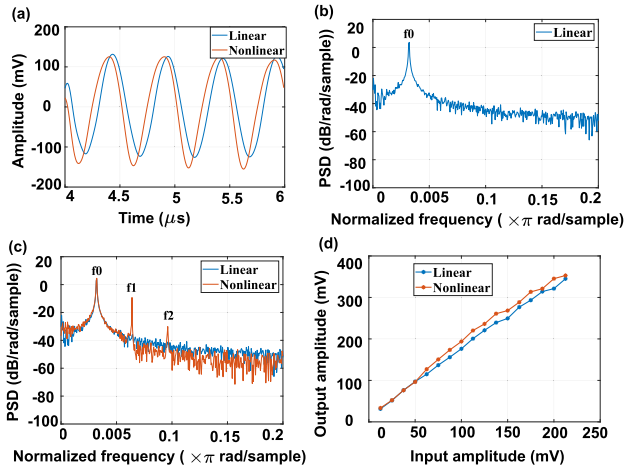 (a)
200
100
0
-100
-200
Amplitude (mV)
Linear
Nonlinear
4
4.5
5
5.5
6
Time (μs)
(b)
40
20
0
-20
-40
-60
-80
-100
PSD (dB/rad/sample))
f0
Linear
0
0.005
0.1
0.15
0.2
Normalized frequency ( ×π rad/sample)
(c)
40
20
0
-20
-40
-60
-80
-100
PSD (dB/rad/sample))
f0
f1
f2
Linear
Nonlinear
0
0.005
0.1
0.15
0.2
Normalized frequency ( ×π rad/sample)
(d)
400
300
200
100
0
Output amplitude (mV)
Linear
Nonlinear
0
50
100
150
200
250
Input amplitude (mV)